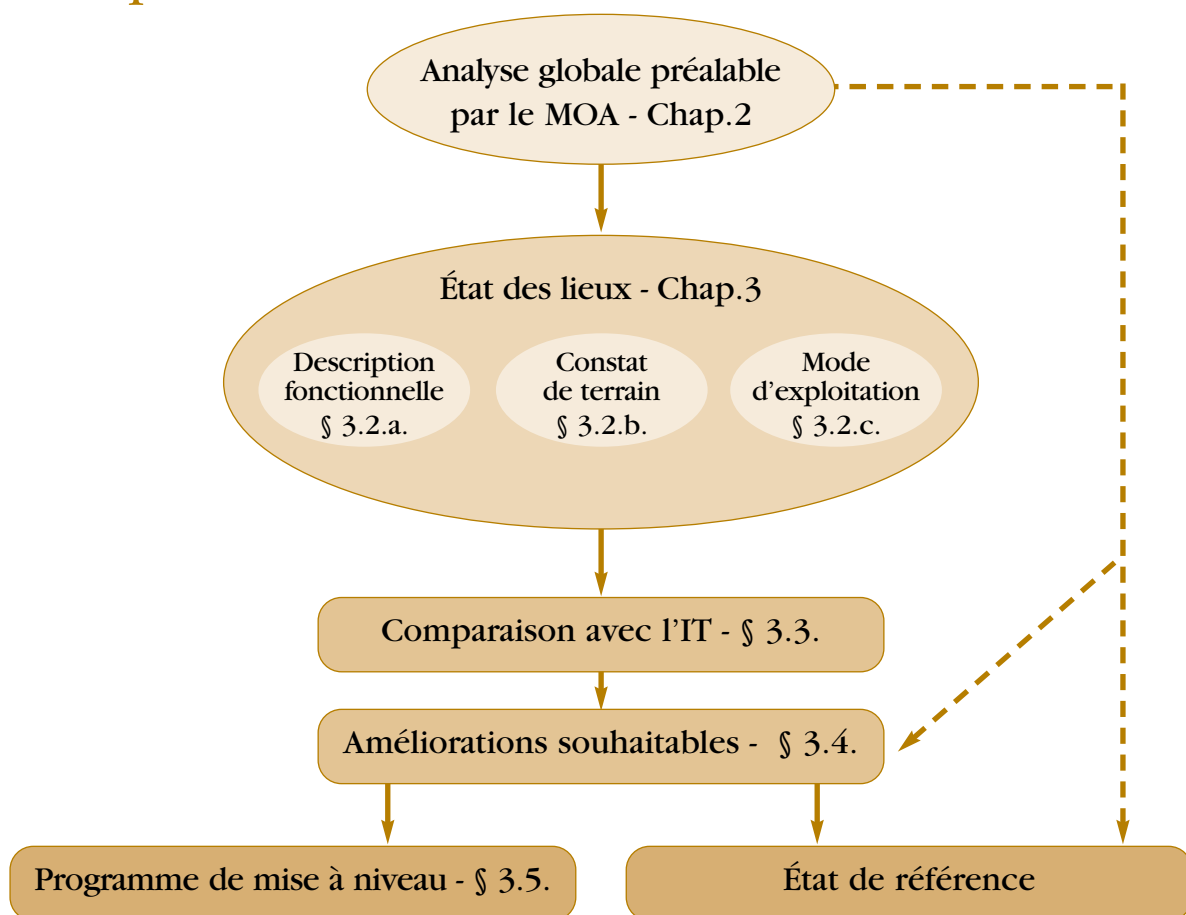 Analyse globale préalable
par le MOA - Chap.2
État des lieux - Chap.3
Description
fonctionnelle
§ 3.2.a.
Constat
de terrain
§ 3.2.b.
Mode
d'exploitation
§ 3.2.c.
Comparaison avec l'IT - § 3.3.
Améliorations souhaitables - § 3.4.
Programme de mise à niveau - § 3.5.
État de référence